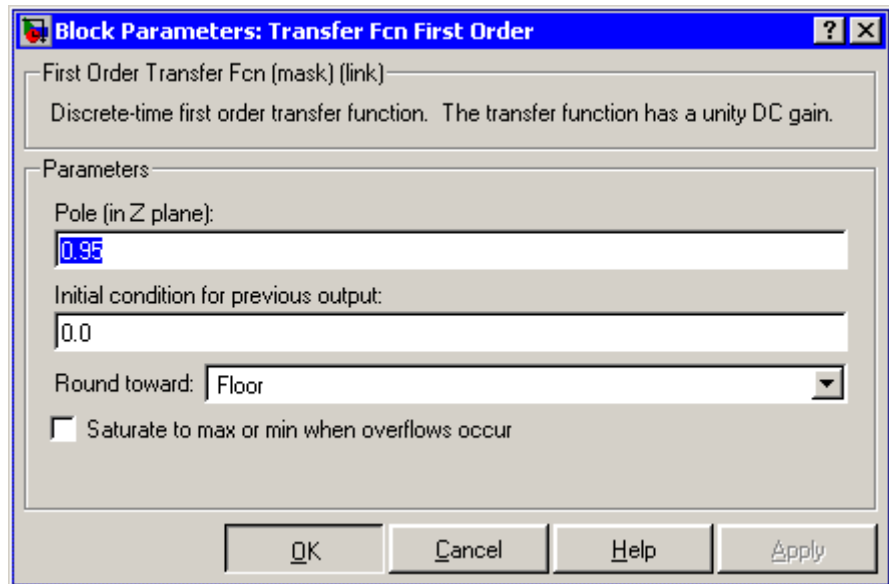 Block Parameters: Transfer Fcn First Order
First Order Transfer Fcn (mask) (link)
Discrete-time first order transfer function.  The transfer function has a unity DC gain.
Parameters
Pole (in Z plane):
0.95
Initial condition for previous output:
0.0
Round toward: Floor
Saturate to max or min when overflows occur
OK Cancel Help Apply